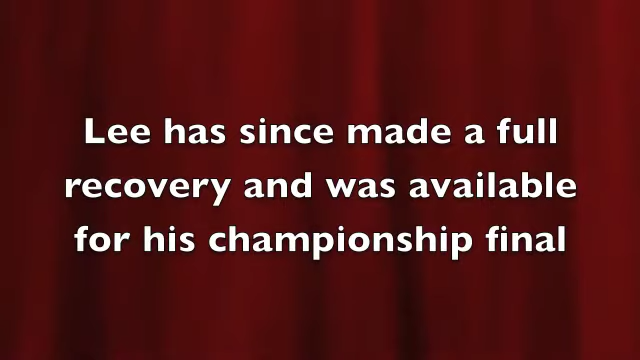 Lee has since made a full
recovery and was available
for his championship final